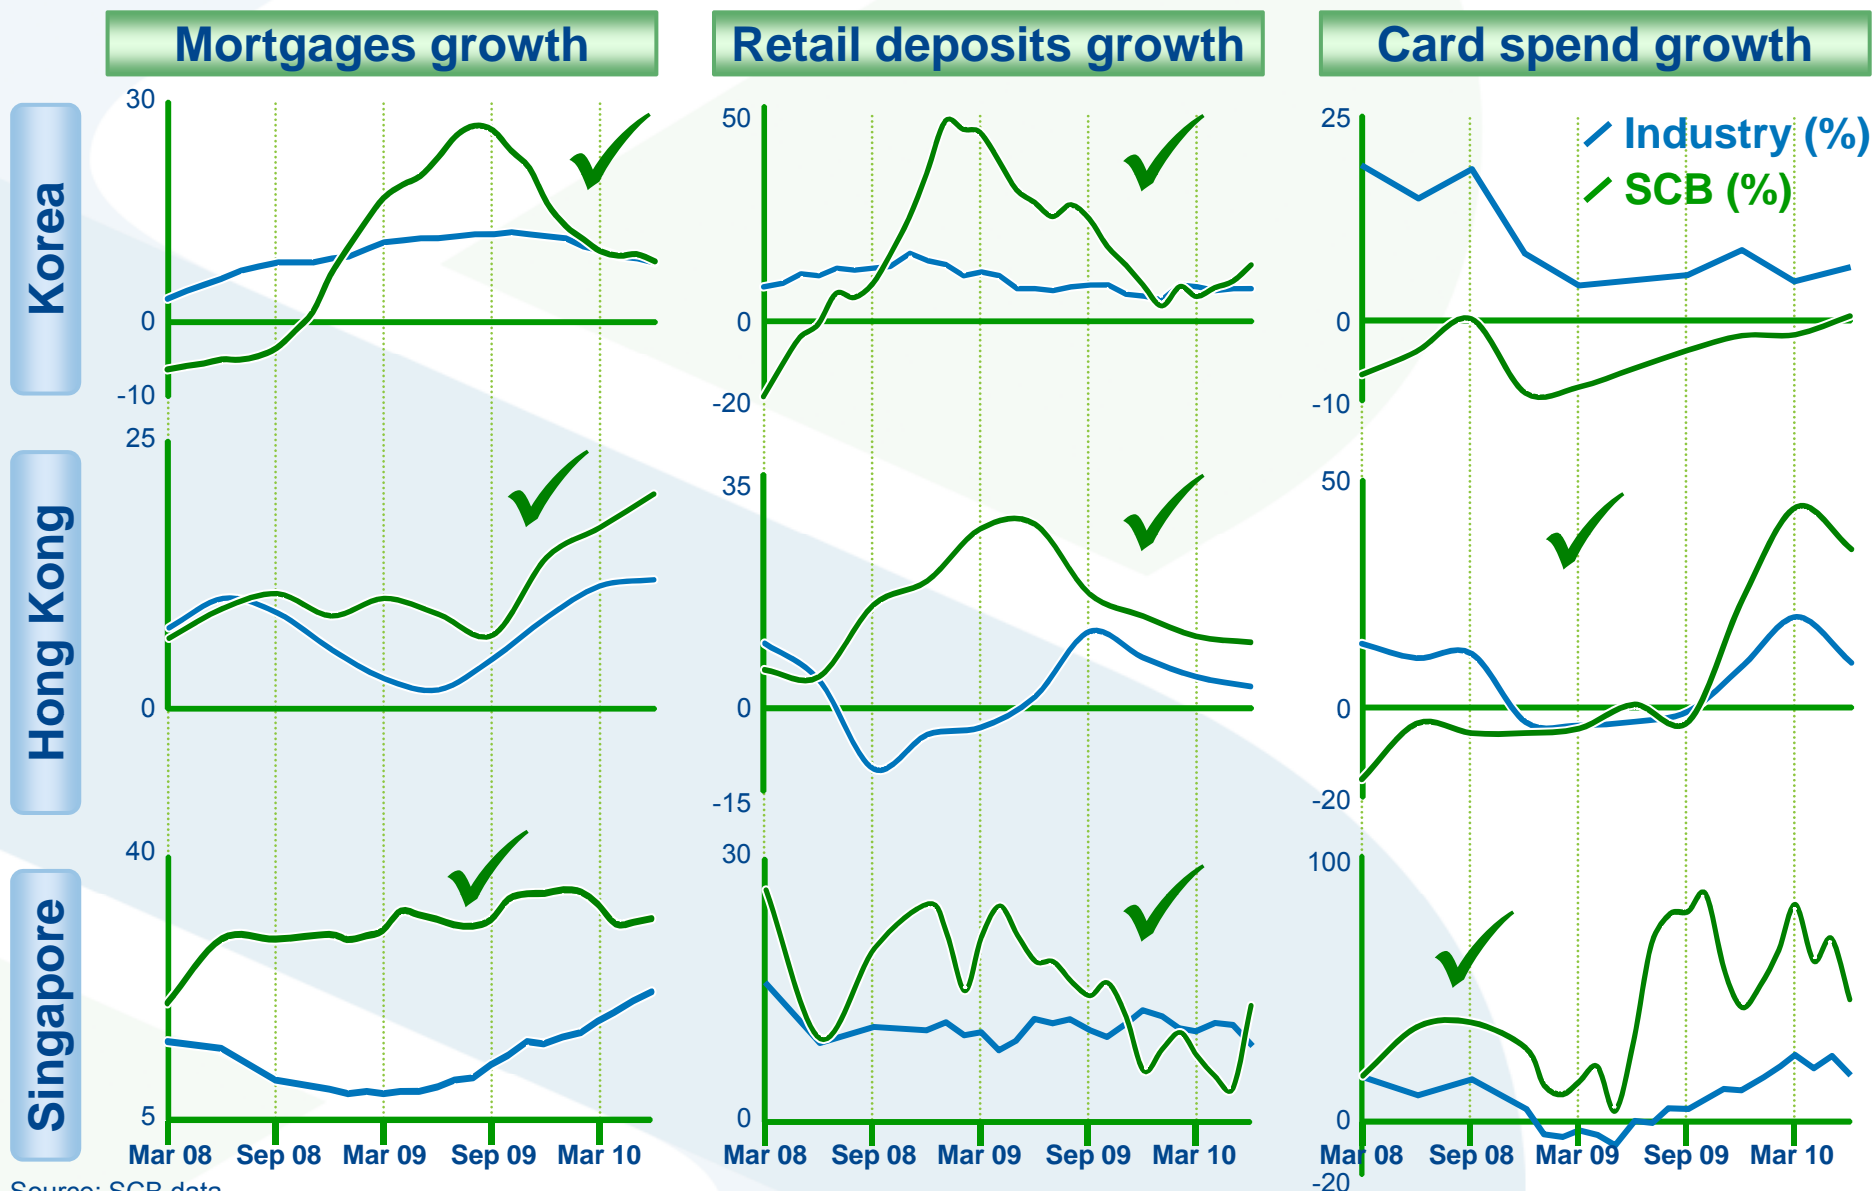 Mortgages growth
Retail deposits growth
Card spend growth
Korea
30
0
-10
50
0
-20
25
0
-10
Industry (%)
SCB (%)
Hong Kong
25
0
35
0
-15
50
0
-20
Singapore
40
5
30
0
100
0
-20
Mar 08 Sep 08 Mar 09 Sep 09 Mar 10
Mar 08 Sep 08 Mar 09 Sep 09 Mar 10
Mar 08 Sep 08 Mar 09 Sep 09 Mar 10
Source: SCB data